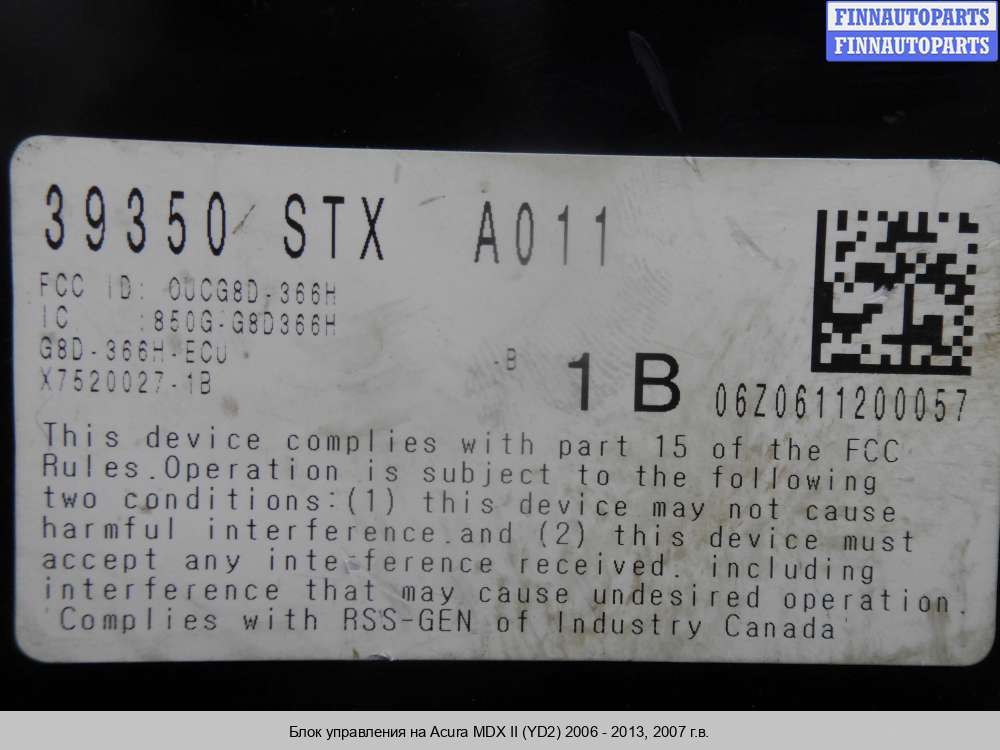 FINNAUTOPARTS
FINNAUTOPARTS
39350 STX A011
FCC ID: OUCG8D-366H
IC :850G-G8D366H
G8D-366H-ECU
X7520027-1B
-B 1B
06Z0611200057
This device complies with part 15 of the FCC
Rules.Operation is subject to the following
two conditions:(1) this device may not cause
harmful interference.and (2) this device must
accept any interference received. including
interference that may cause undesired operation.
Complies with RSS-GEN of Industry Canada
Блок управления на Acura MDX II (YD2) 2006 - 2013, 2007 г.в.